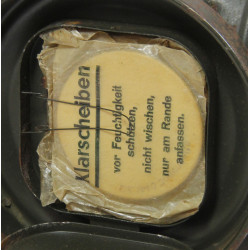 Klarscheiben
vor Feuchtigkeit
schützen,
nicht wischen,
nur am Rande
anfassen.